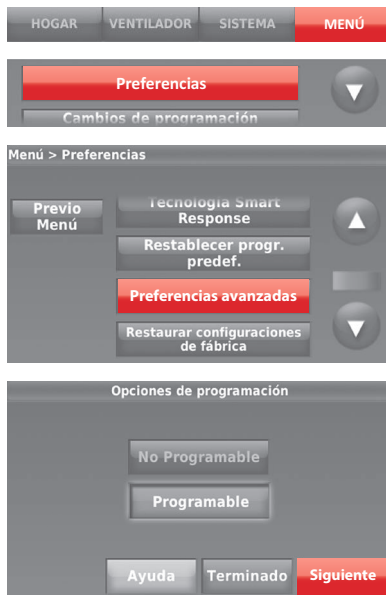 HOGAR VENTILADOR SISTEMA MENÚ
Preferencias
Cambios de programación
Menú > Preferencias
Previo
Menú
Tecnología Smart
Response
Restablecer progr.
predef.
Preferencias avanzadas
Restaurar configuraciones
de fábrica
Opciones de programación
No Programable
Programable
Ayuda Terminado Siguiente